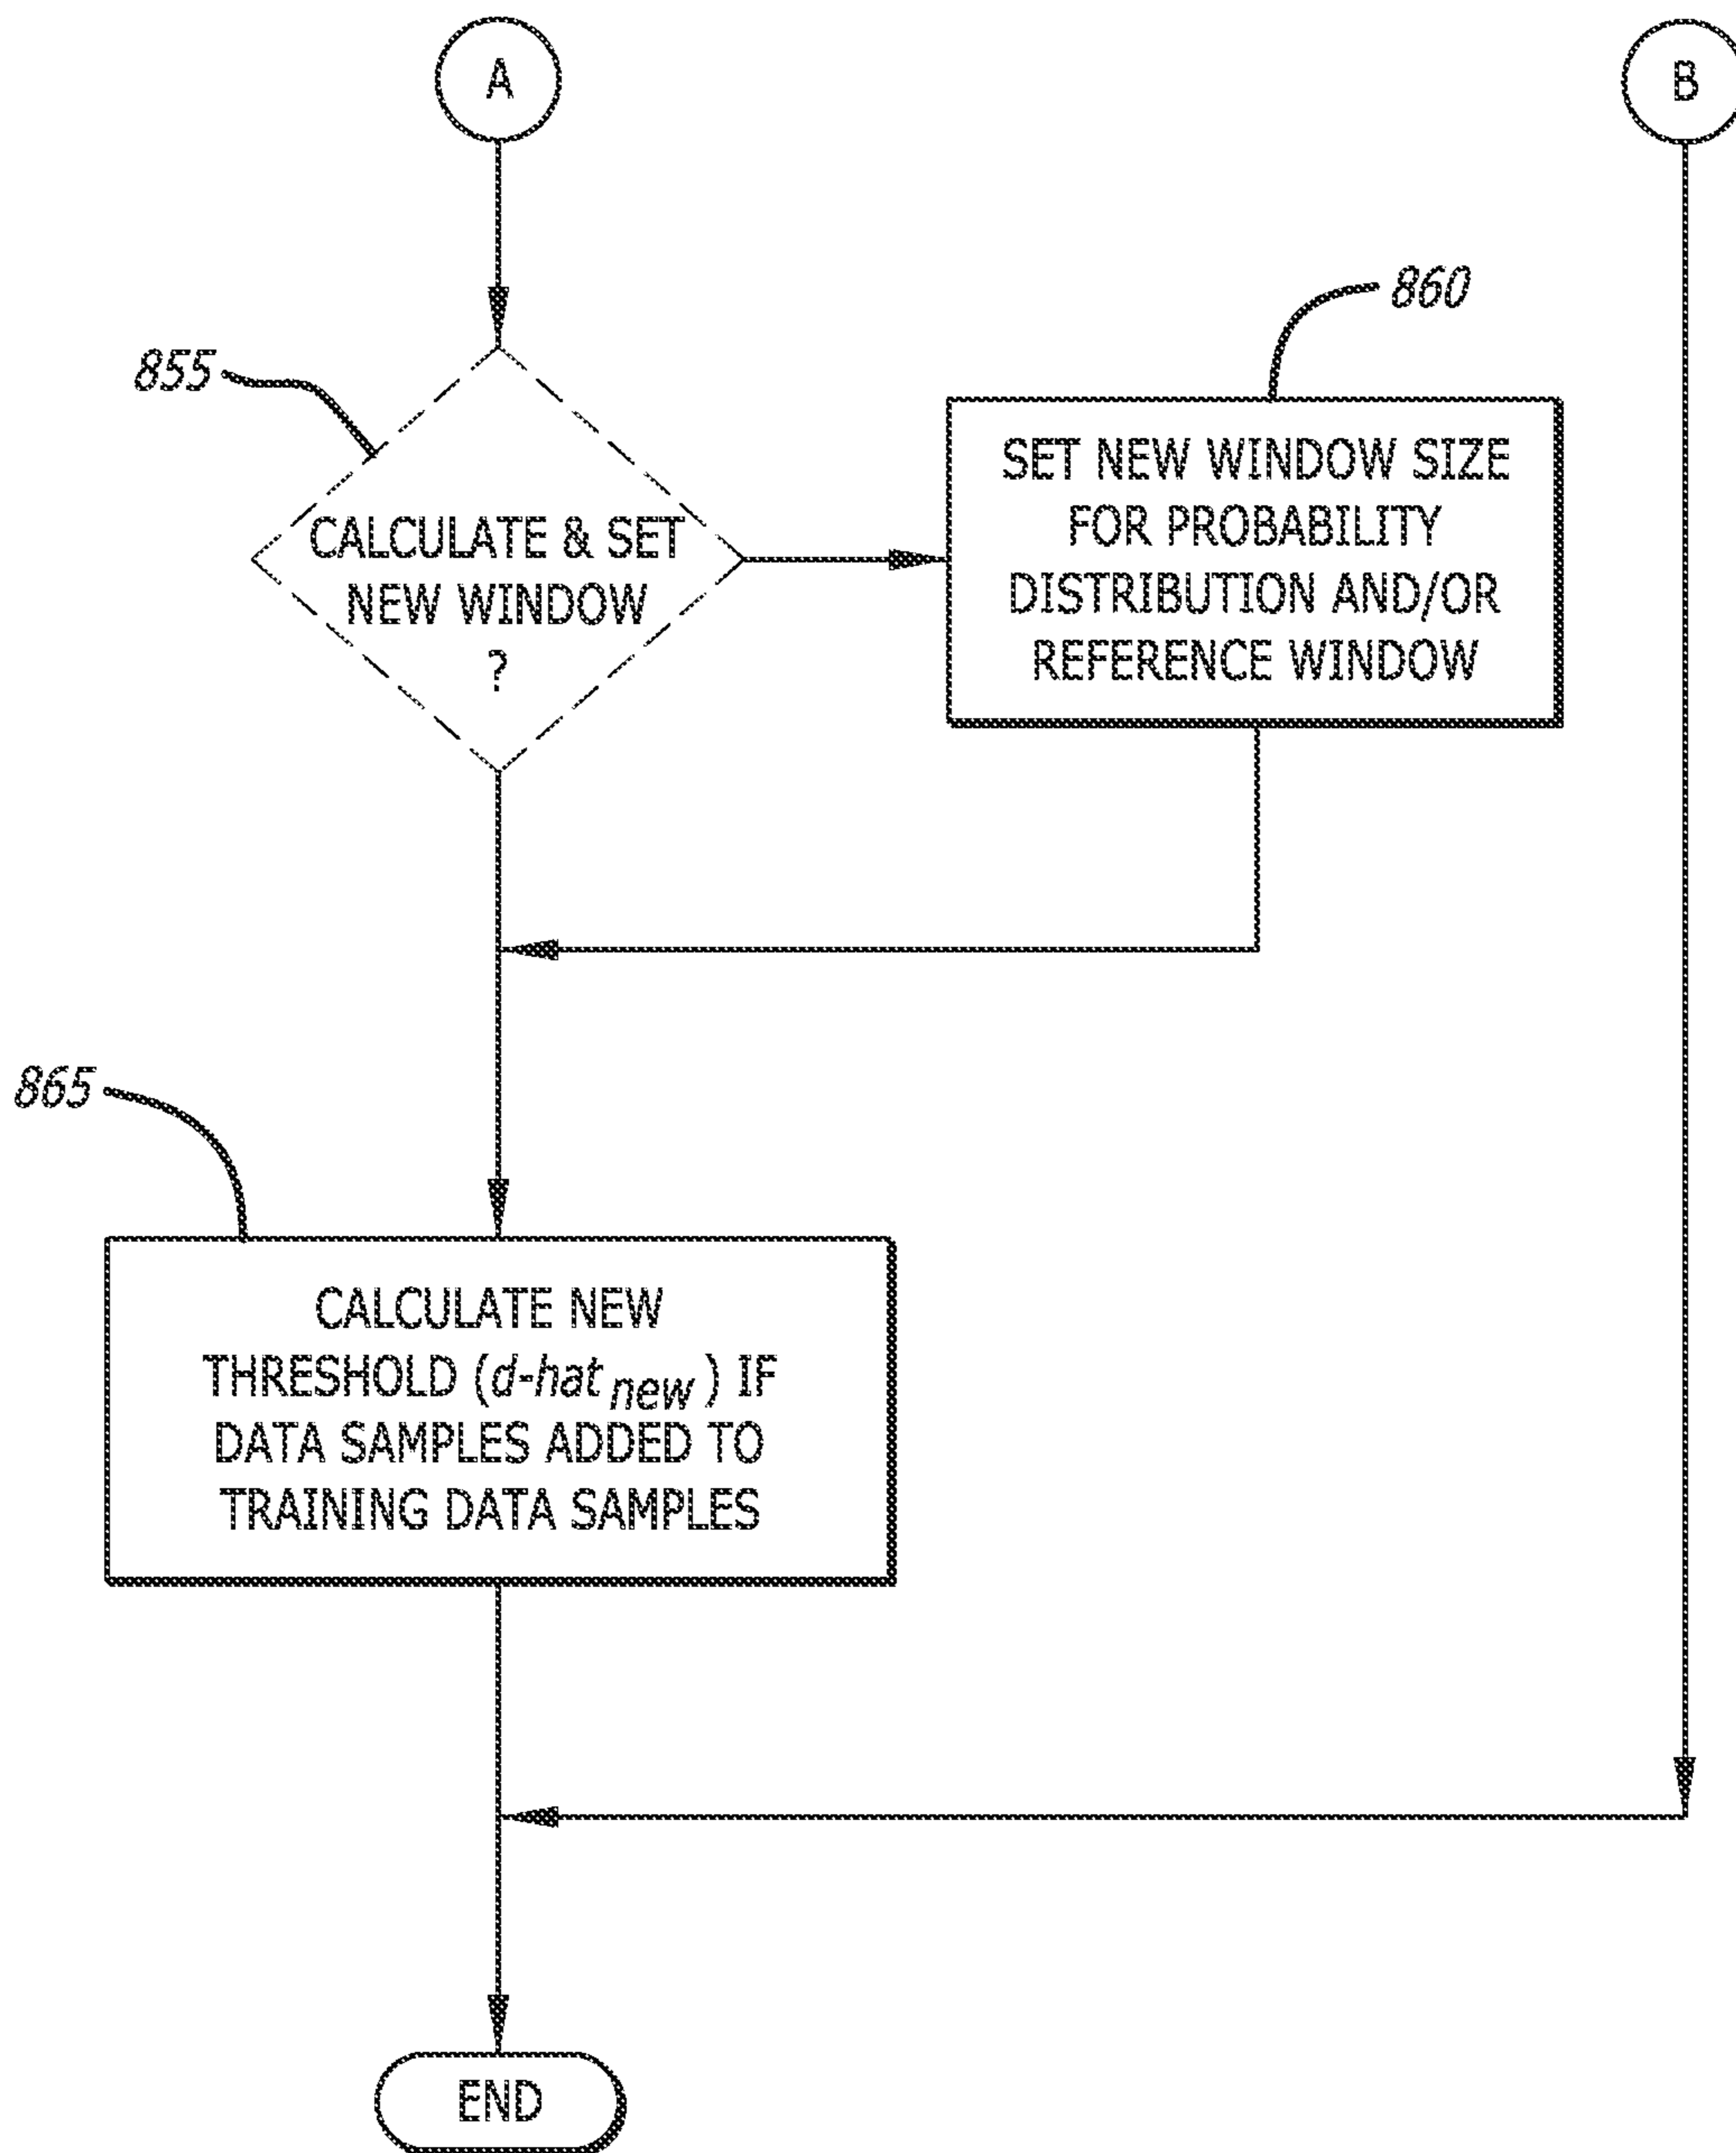 A
B
860
855
SET NEW WINDOW SIZE
FOR PROBABILITY
DISTRIBUTION AND/OR
REFERENCE WINDOW
CALCULATE & SET
NEW WINDOW
?
865
CALCULATE NEW
THRESHOLD (d-hat new) IF
DATA SAMPLES ADDED TO
TRAINING DATA SAMPLES
END